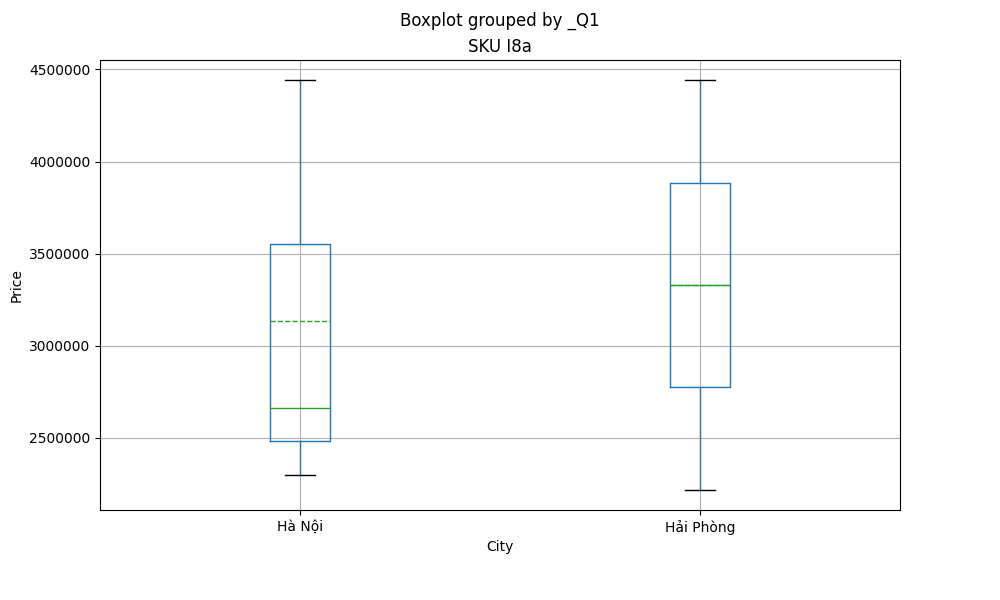 Boxplot grouped by _Q1
SKU I8a
4500000
4000000
3500000
3000000
2500000
Price
Hà Nội
Hải Phòng
City